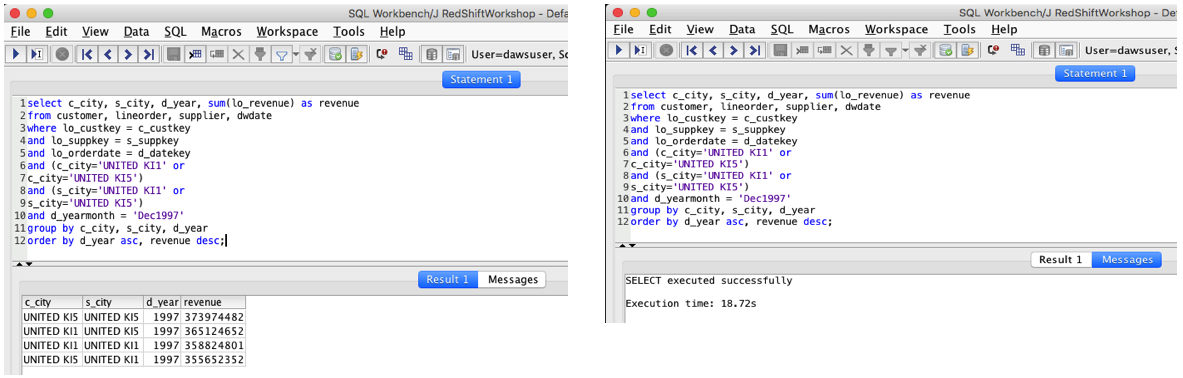 SQL Workbench/J RedShiftWorkshop - Defa
File Edit View Data SQL Macros Workspace Tools Help
User=dawsuser, Sc
Statement 1
1 select c_city, s_city, d_year, sum(lo_revenue) as revenue
2 from customer, lineorder, supplier, dwdate
3 where lo_custkey = c_custkey
4 and lo_suppkey = s_suppkey
5 and lo_orderdate = d_datekey
6 and (c_city='UNITED KI1' or
7 c_city='UNITED KI5')
8 and (s_city='UNITED KI1' or
9 s_city='UNITED KI5')
10 and d_yearmonth = 'Dec1997'
11 group by c_city, s_city, d_year
12 order by d_year asc, revenue desc;
Result 1 Messages
c_city s_city d_year revenue
UNITED KI5 UNITED KI5 1997 373974482
UNITED KI1 UNITED KI5 1997 365124652
UNITED KI1 UNITED KI1 1997 358824801
UNITED KI5 UNITED KI1 1997 355652352
SQL Workbench/J RedShiftWorkshop - Def
File Edit View Data SQL Macros Workspace Tools Help
User=dawsuser, S
Statement 1
1 select c_city, s_city, d_year, sum(lo_revenue) as revenue
2 from customer, lineorder, supplier, dwdate
3 where lo_custkey = c_custkey
4 and lo_suppkey = s_suppkey
5 and lo_orderdate = d_datekey
6 and (c_city='UNITED KI1' or
7 c_city='UNITED KI5')
8 and (s_city='UNITED KI1' or
9 s_city='UNITED KI5')
10 and d_yearmonth = 'Dec1997'
11 group by c_city, s_city, d_year
12 order by d_year asc, revenue desc;
Result 1 Messages
SELECT executed successfully
Execution time: 18.72s